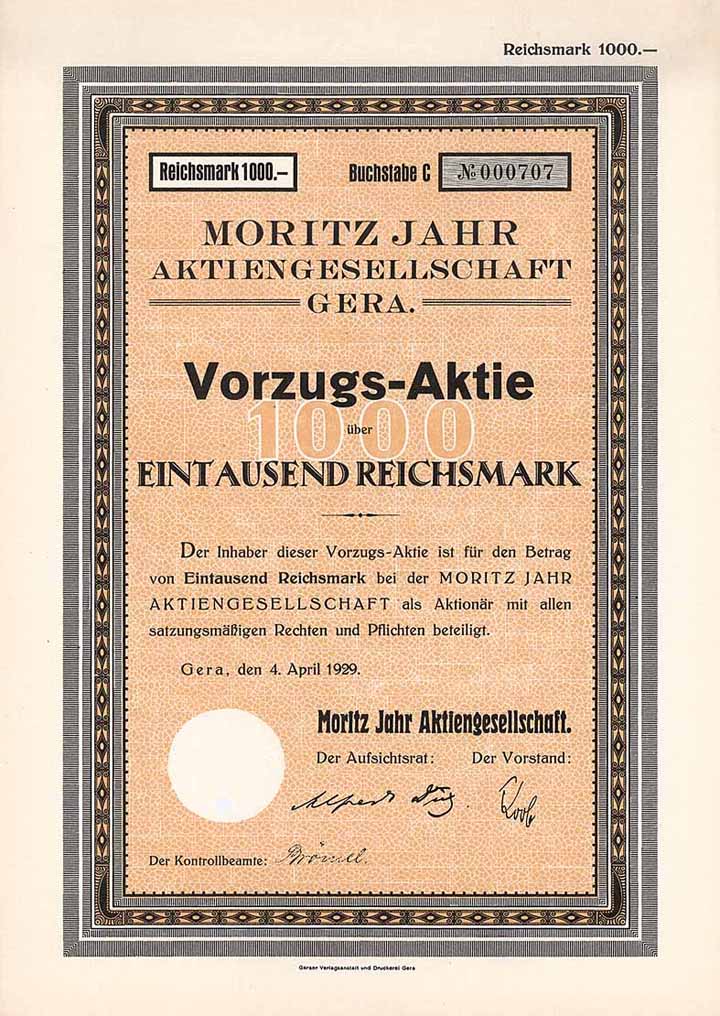 Reichsmark 1000.—
Reichsmark 1000.— Buchstabe C № 000707
MORITZ JAHR
AKTIENGESELLSCHAFT
GERA.
Vorzugs-Aktie
1000
über
EINTAUSEND REICHSMARK
Der Inhaber dieser Vorzugs-Aktie ist für den Betrag
von Eintausend Reichsmark bei der MORITZ JAHR
AKTIENGESELLSCHAFT als Aktionär mit allen
satzungsmäßigen Rechten und Pflichten beteiligt.
Gera, den 4. April 1929.
Moritz Jahr Aktiengesellschaft.
Der Aufsichtsrat: Der Vorstand:
Der Kontrollbeamte:
Geraer Verlagsanstalt und Druckerei Gera